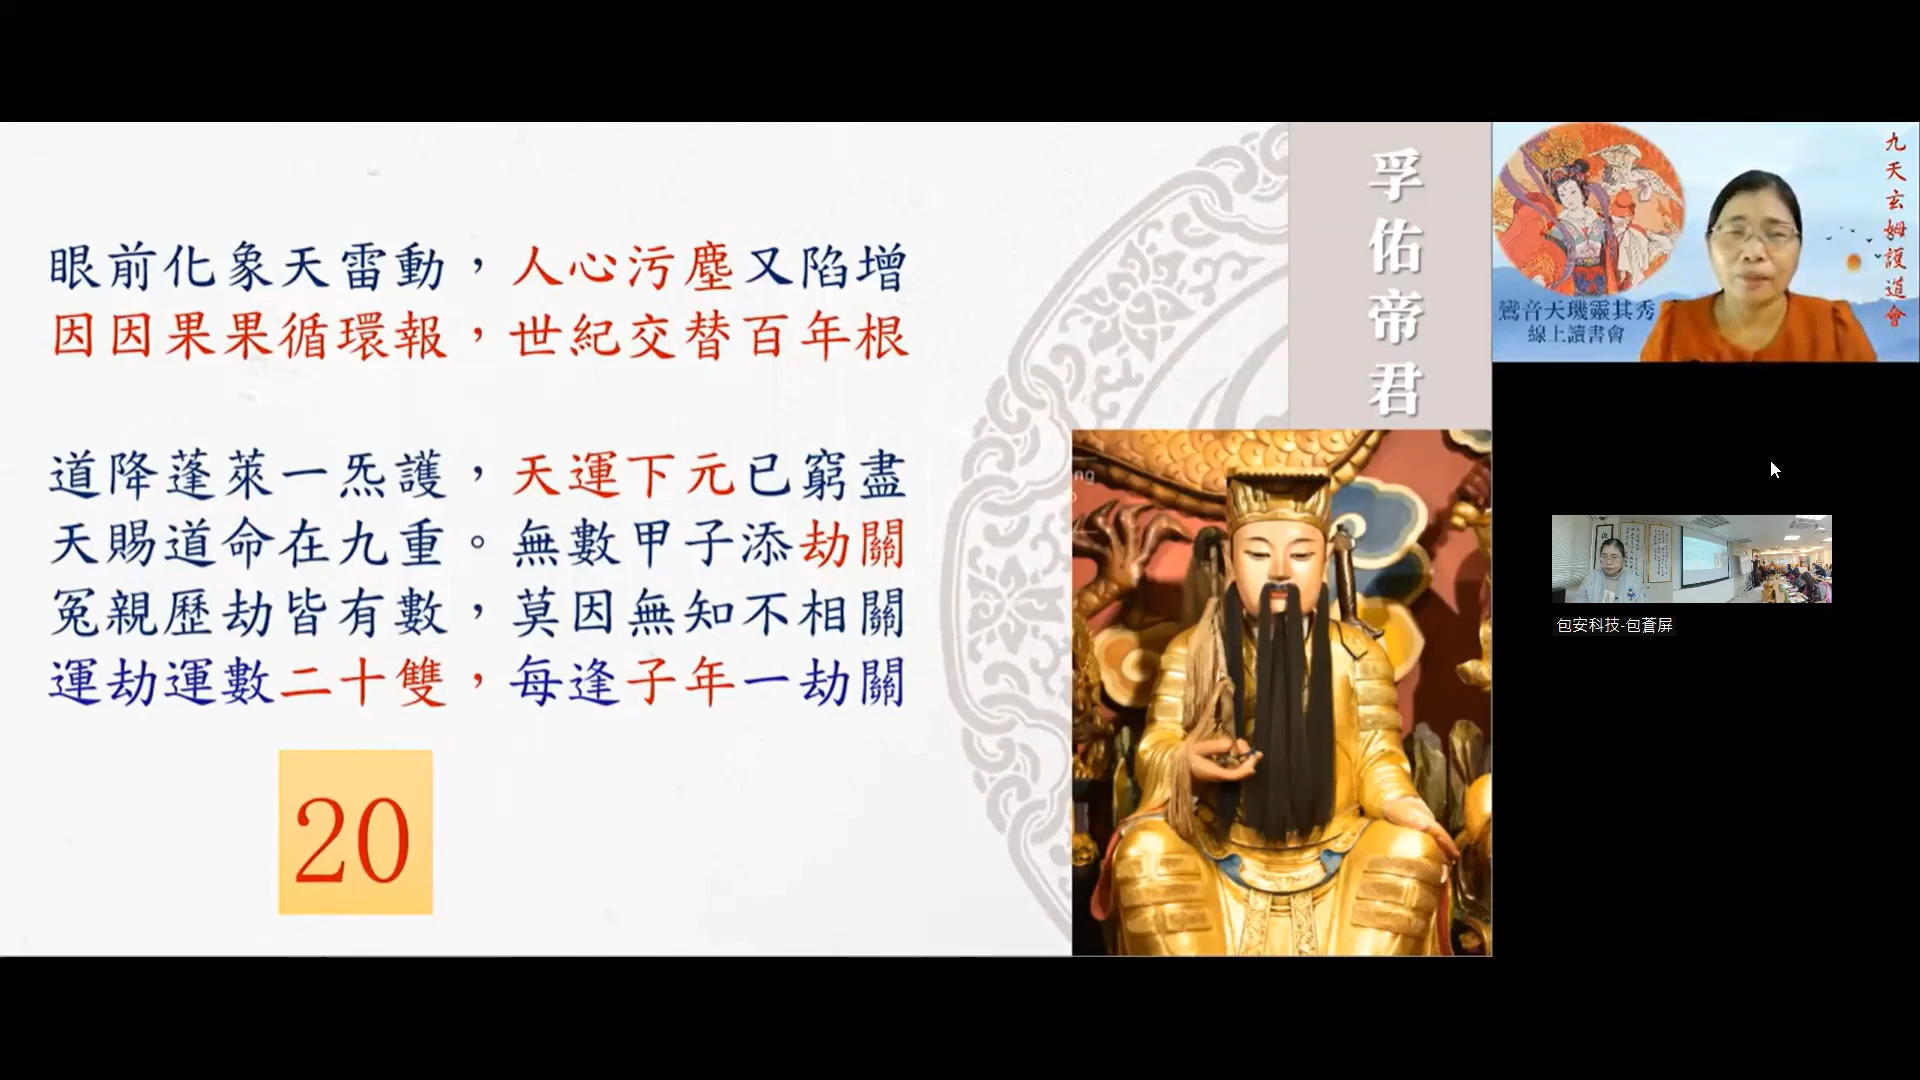 眼前化象天雷動，人心污塵又陷增
因因果果循環報，世紀交替百年根
道降蓬萊一炁護，天運下元已窮盡
天賜道命在九重。無數甲子添劫關
冤親歷劫皆有數，莫因無知不相關
運劫運數二十雙，每逢子年一劫關
20
孚佑帝君
ng
九天玄姆護道會
鸞音天璣靈其秀
線上讀書會
包安科技-包蒼屏